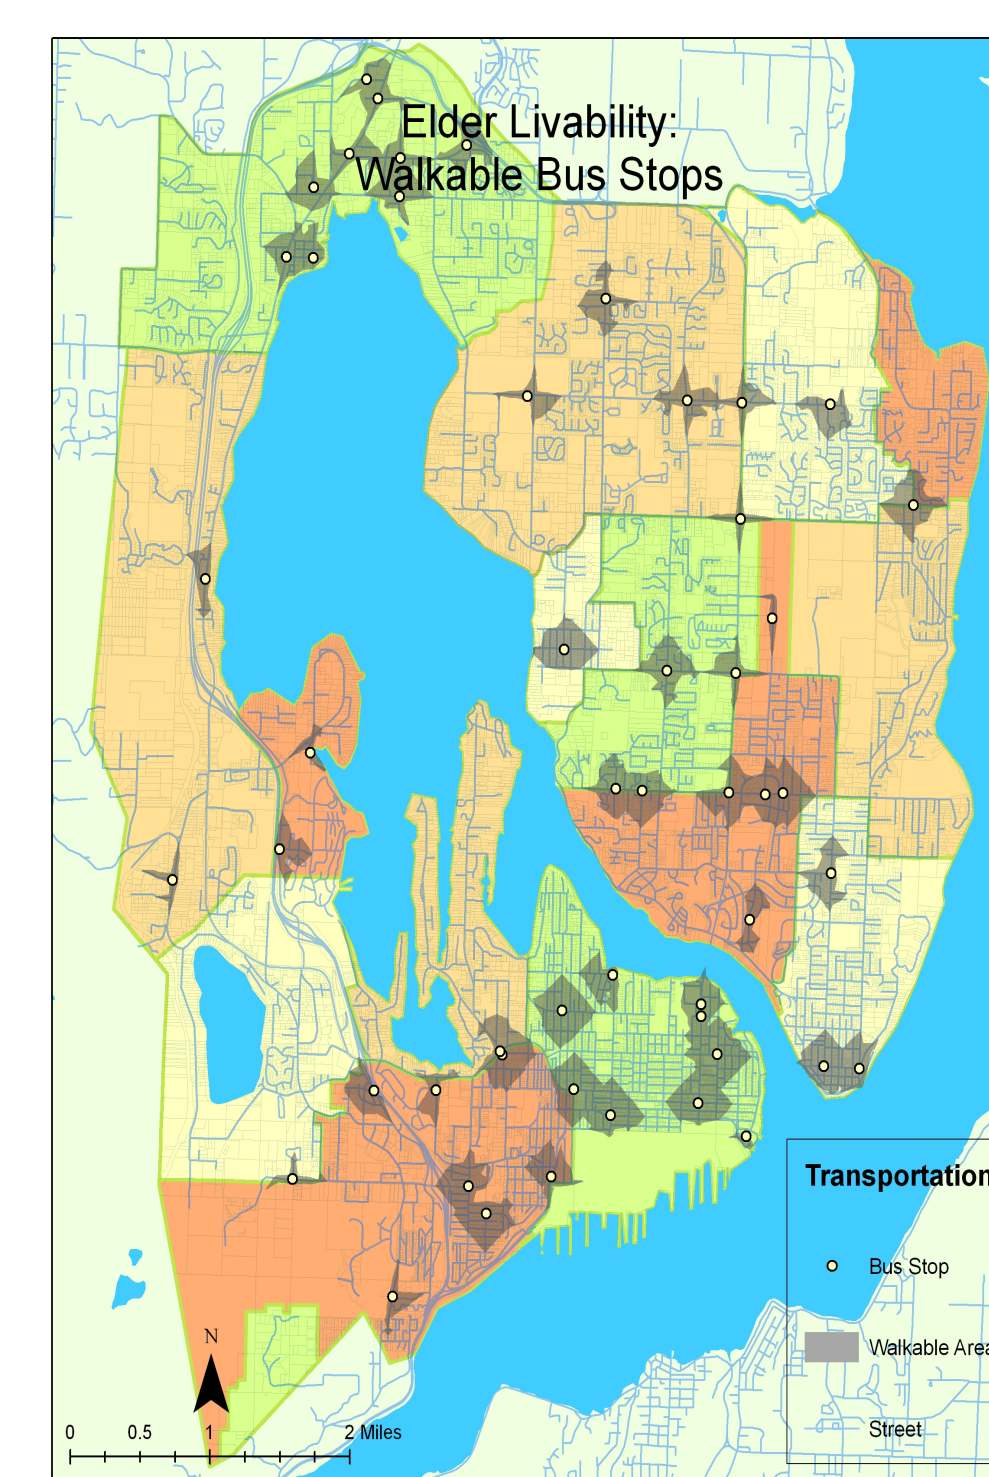 Elder Livability:
Walkable Bus Stops
Transportation
Bus Stop
Walkable Area
Street
N
0 0.5 1 2 Miles